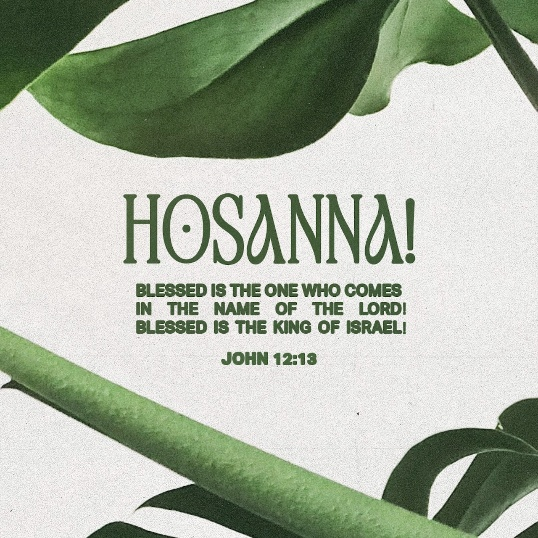 HOSANNA!
BLESSED IS THE ONE WHO COMES
IN THE NAME OF THE LORD!
BLESSED IS THE KING OF ISRAEL!
JOHN 12:13